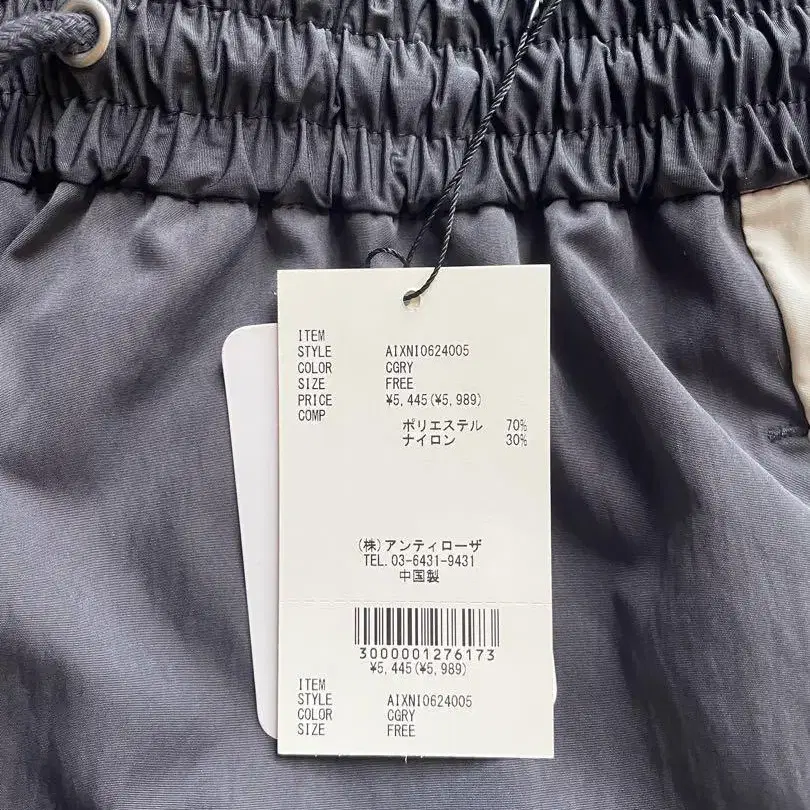 ITEM
STYLE AIXNI0624005
COLOR CGRY
SIZE FREE
PRICE ¥5,445(¥5,989)
COMP
ポリエステル 70%
ナイロン 30%
(株)アンティローザ
TEL.03-6431-9431
中国製
3000001276173
¥5,445(¥5,989)
ITEM
STYLE AIXNI0624005
COLOR CGRY
SIZE FREE